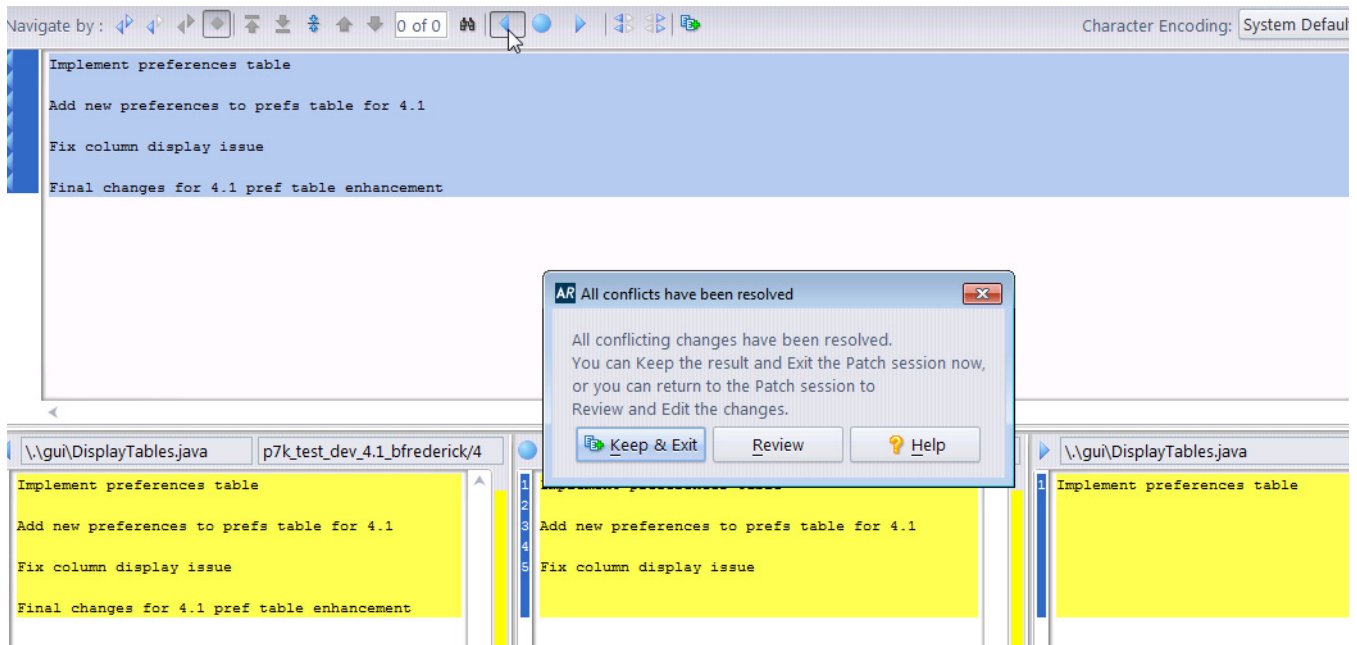 Navigate by :
0 of 0
Character Encoding:
System Default
Implement preferences table
Add new preferences to prefs table for 4.1
Fix column display issue
Final changes for 4.1 pref table enhancement
AR All conflicts have been resolved
All conflicting changes have been resolved.
You can Keep the result and Exit the Patch session now,
or you can return to the Patch session to
Review and Edit the changes.
Keep & Exit
Review
Help
\.\gui\DisplayTables.java
p7k_test_dev_4.1_bfrederick/4
Implement preferences table
Add new preferences to prefs table for 4.1
Fix column display issue
Final changes for 4.1 pref table enhancement
1
2
3 Add new preferences to prefs table for 4.1
4
5 Fix column display issue
\.\gui\DisplayTables.java
1 Implement preferences table